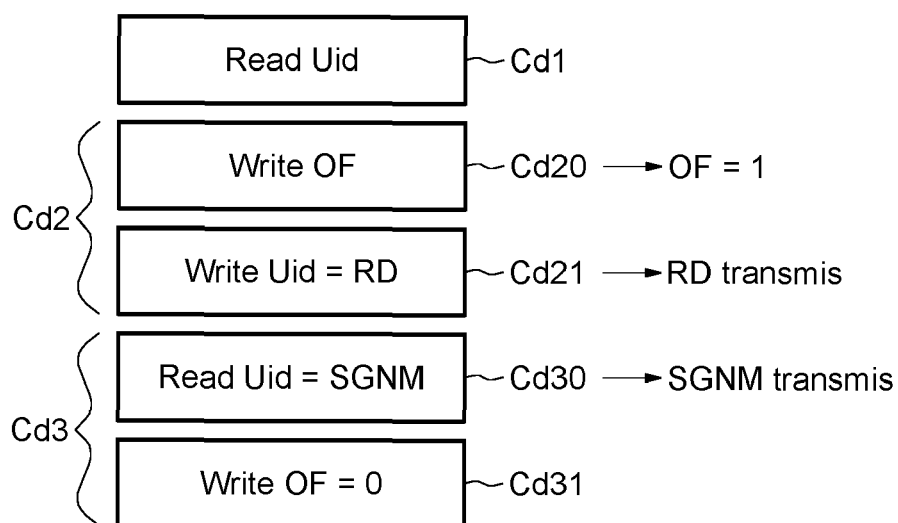 Read Uid Cd1
Write OF Cd20 OF = 1
Cd2
Write Uid = RD Cd21 RD transmis
Read Uid = SGNM Cd30 SGNM transmis
Cd3
Write OF = 0 Cd31